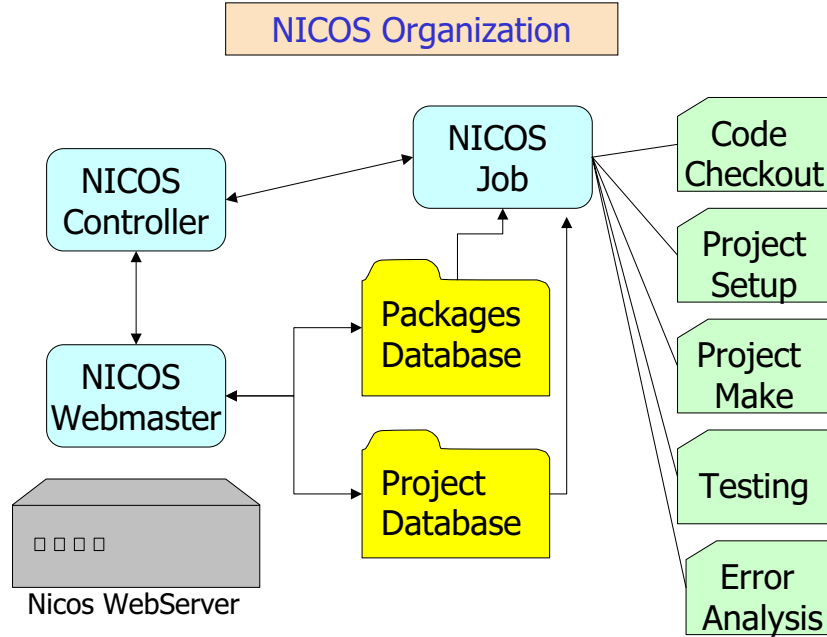 NICOS Organization
NICOS
Job
NICOS
Controller
NICOS
Webmaster
Packages
Database
Project
Database
Nicos WebServer
Code
Checkout
Project
Setup
Project
Make
Testing
Error
Analysis